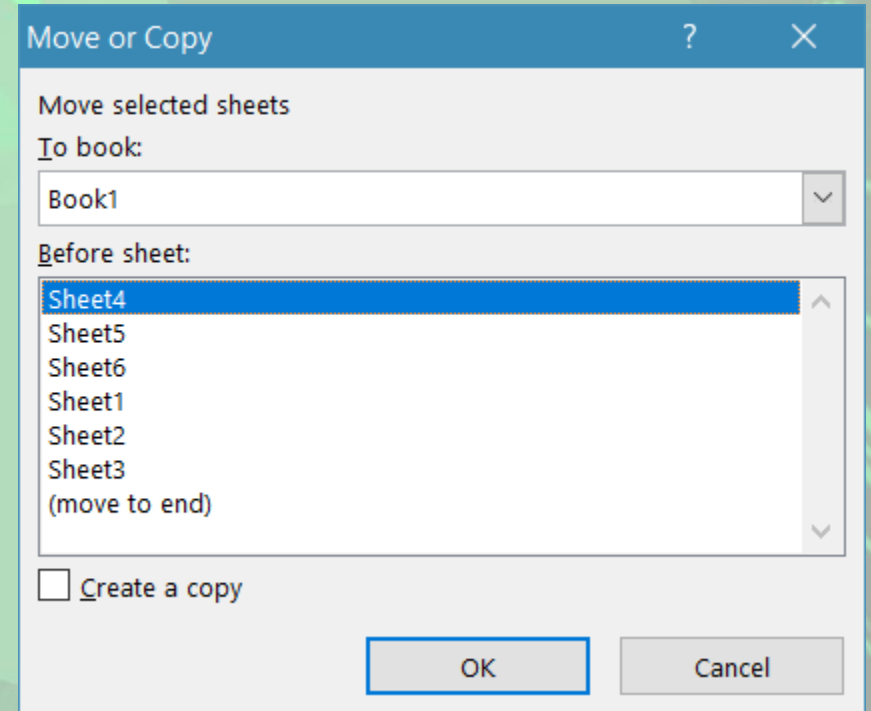 Move or Copy ?
Move selected sheets
To book:
Book1
Before sheet:
Sheet4
Sheet5
Sheet6
Sheet1
Sheet2
Sheet3
(move to end)
Create a copy
OK Cancel